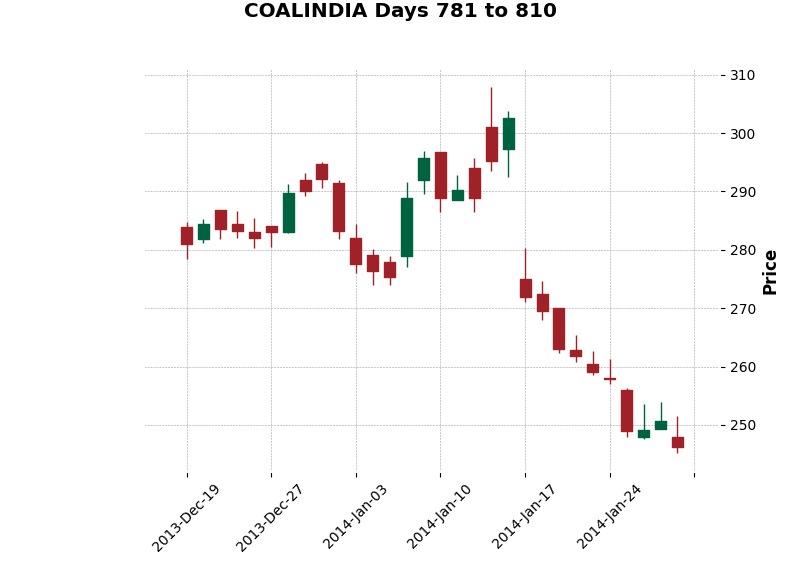 COALINDIA Days 781 to 810
310
300
290
280
270
260
250
Price
2013-Dec-19
2013-Dec-27
2014-Jan-03
2014-Jan-10
2014-Jan-17
2014-Jan-24